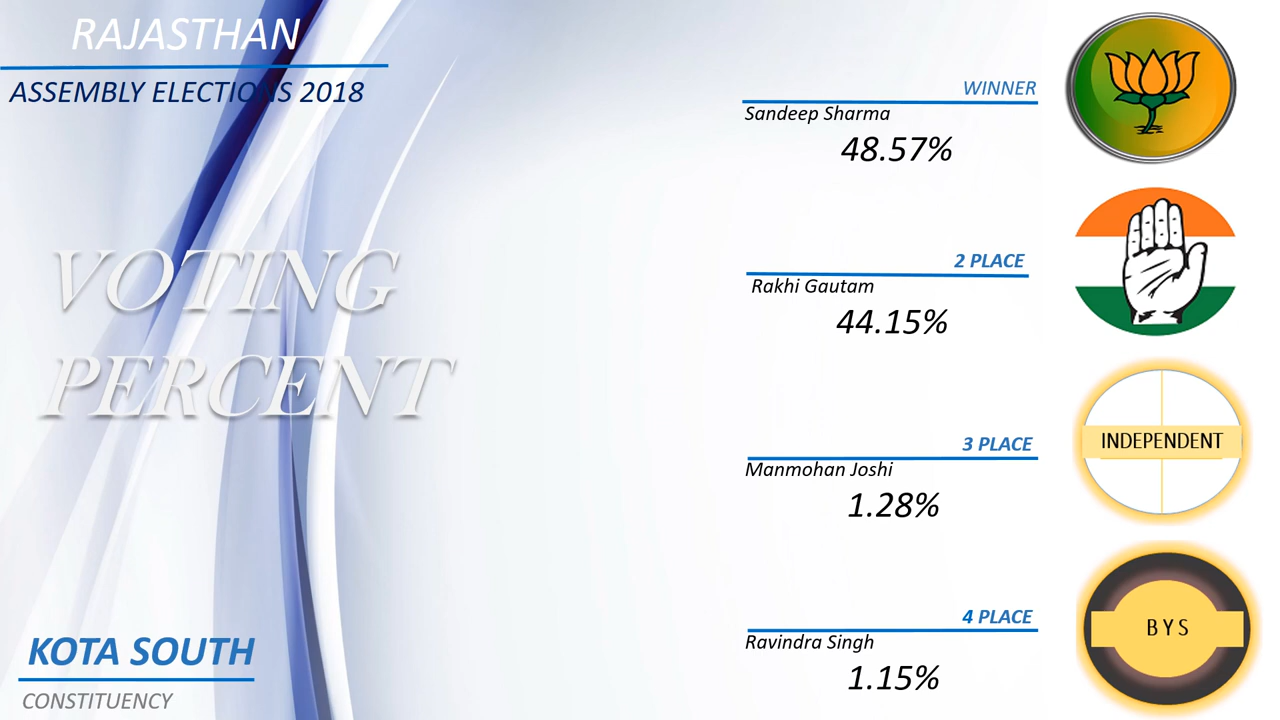 RAJASTHAN
ASSEMBLY ELECTIONS 2018
VOTING
PERCENT
KOTA SOUTH
CONSTITUENCY
WINNER
Sandeep Sharma
48.57%
2 PLACE
Rakhi Gautam
44.15%
3 PLACE
Manmohan Joshi
1.28%
INDEPENDENT
4 PLACE
Ravindra Singh
1.15%
BYS